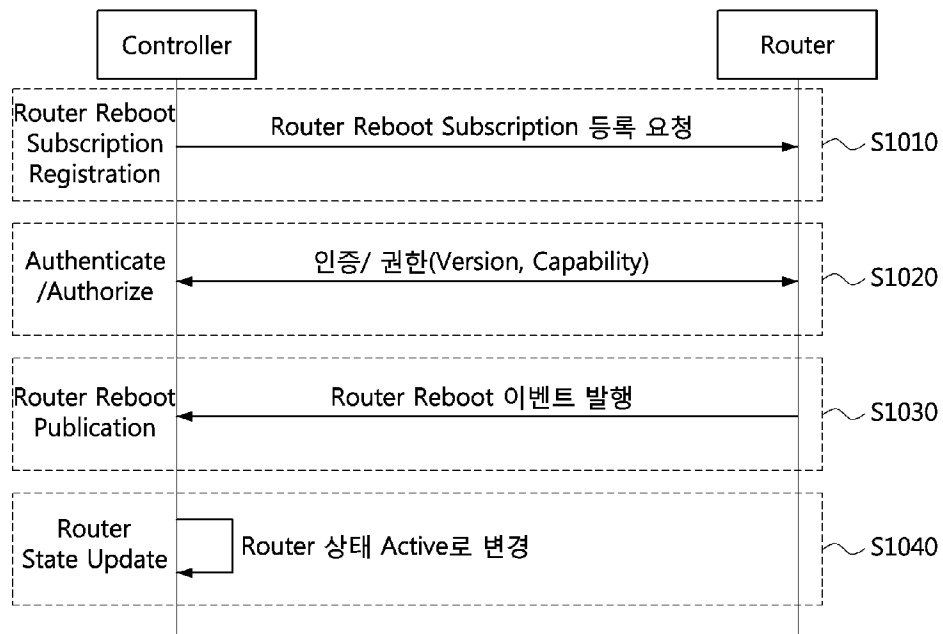 Controller
Router
Router Reboot
Subscription
Registration
Router Reboot Subscription 등록 요청
S1010
Authenticate
/Authorize
인증/ 권한(Version, Capability)
S1020
Router Reboot
Publication
Router Reboot 이벤트 발행
S1030
Router
State Update
Router 상태 Active로 변경
S1040